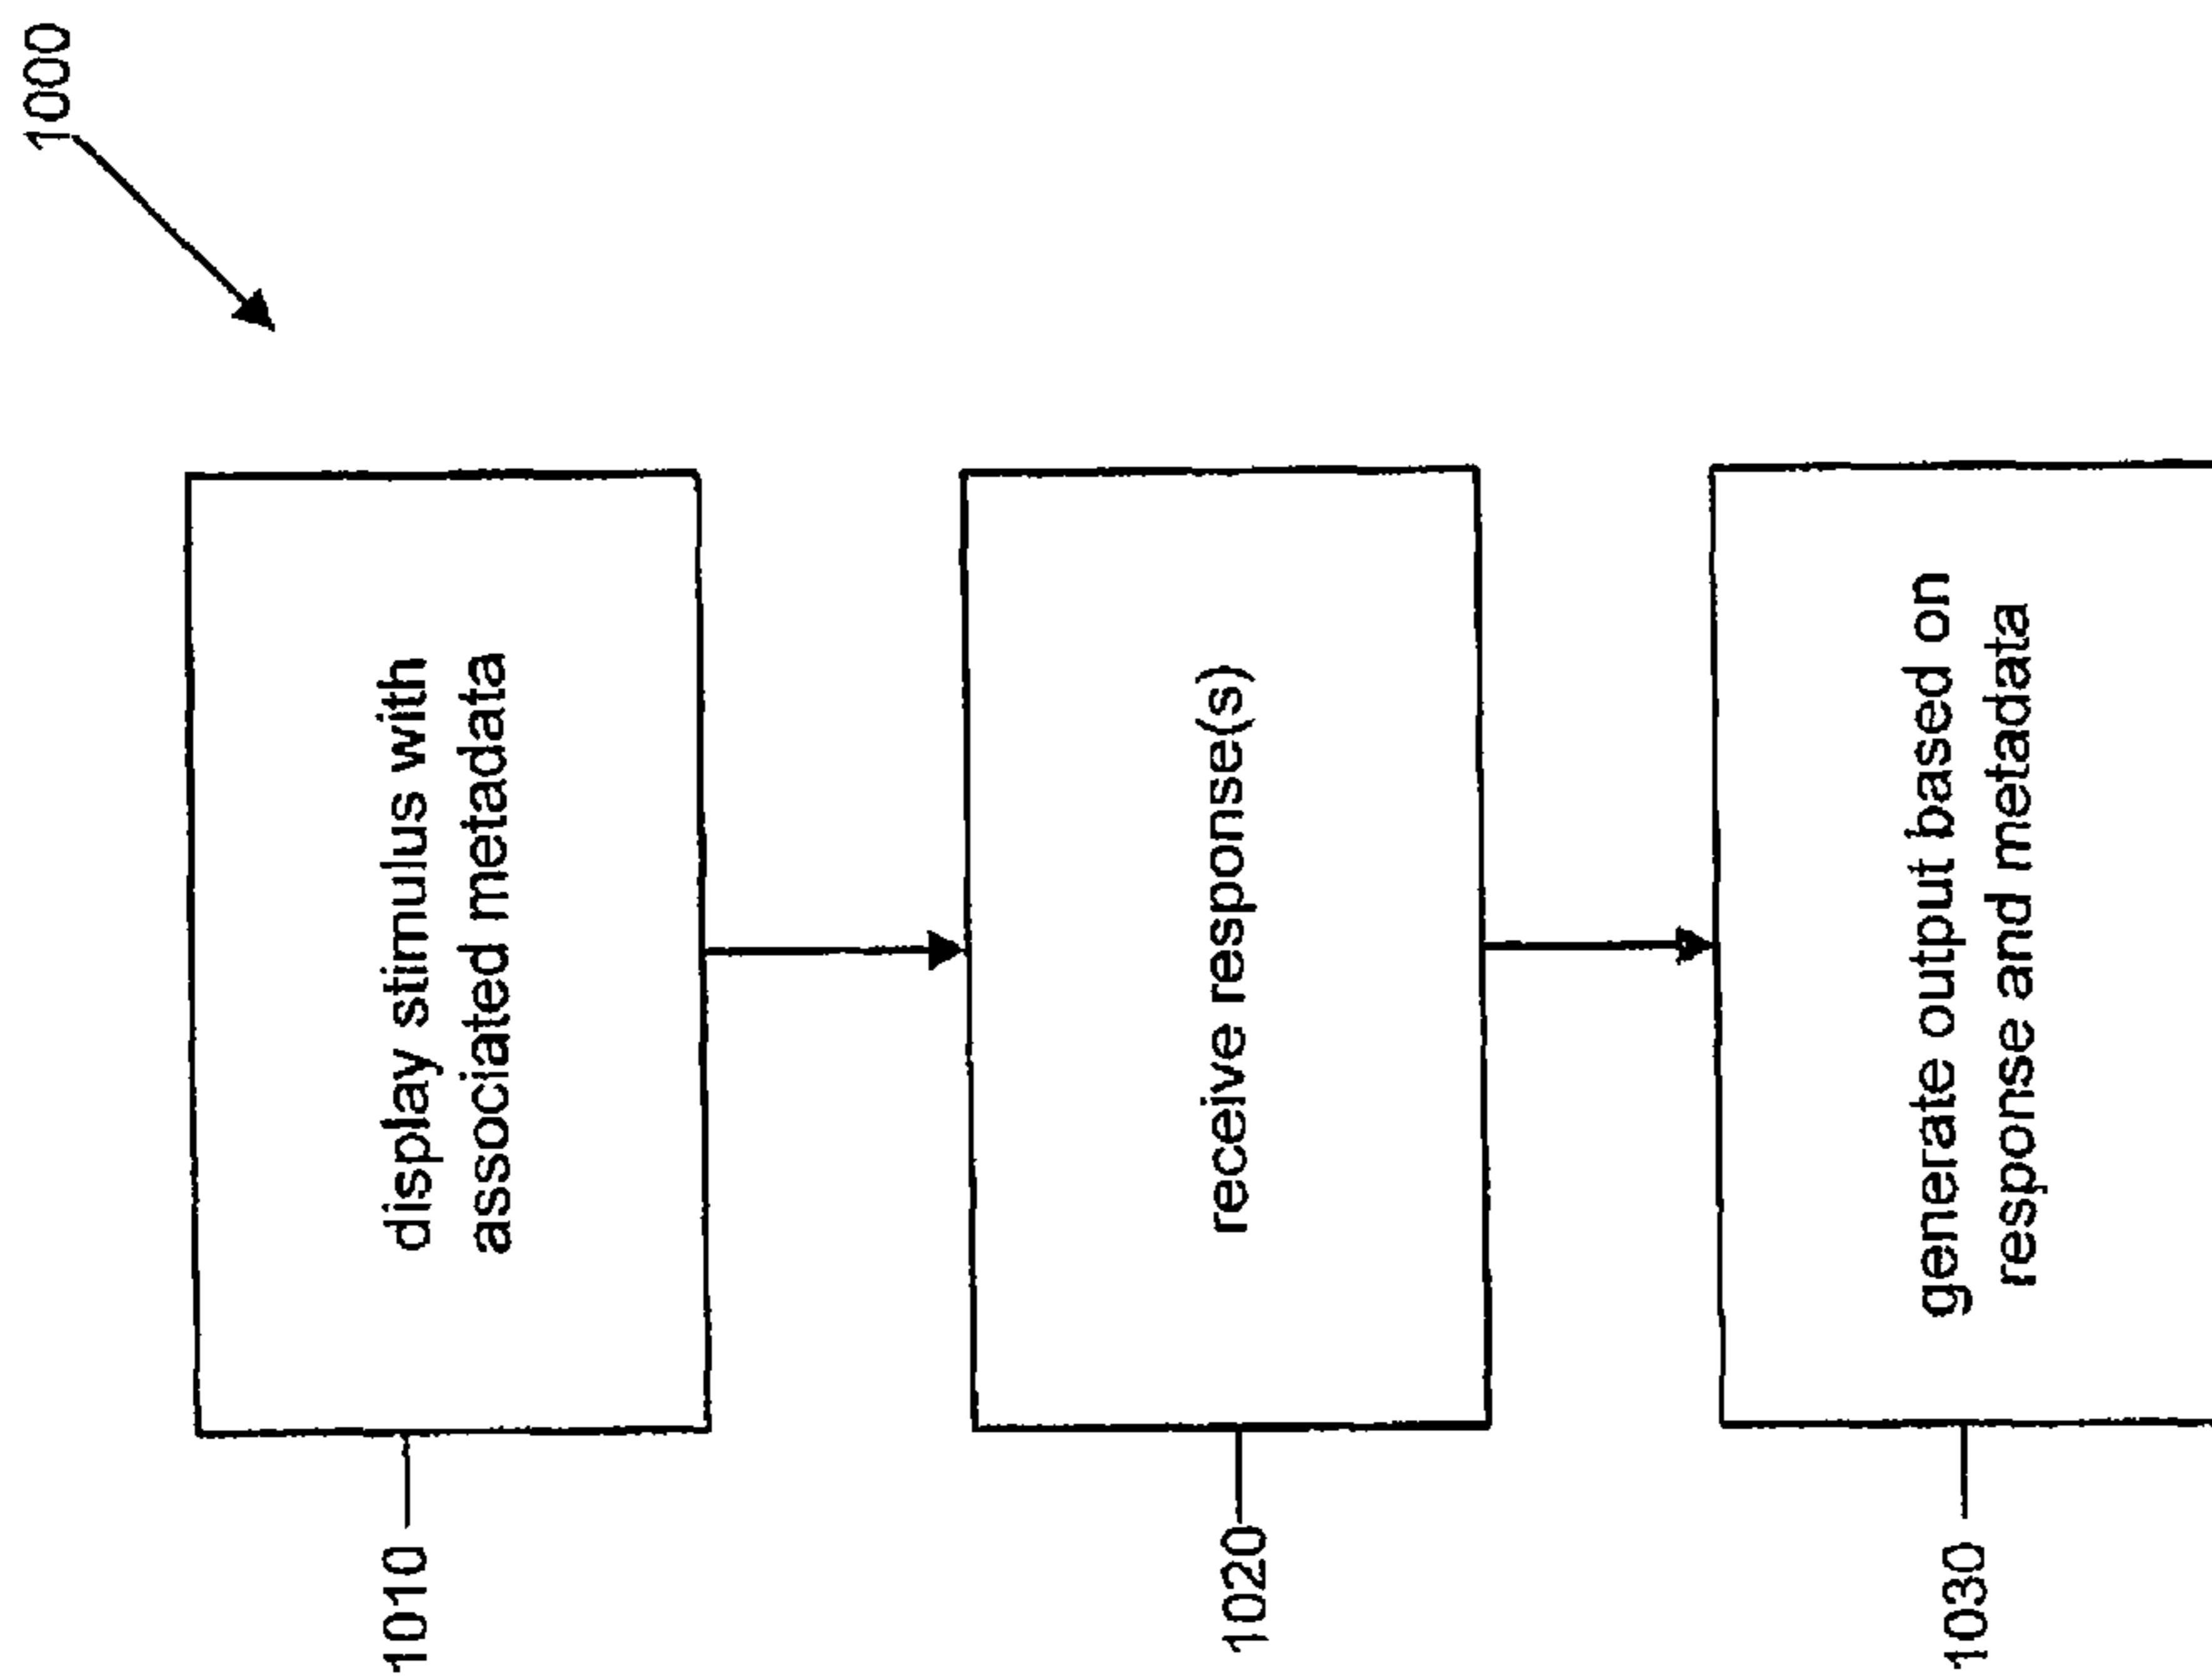 1000
1010
display stimulus with
associated metadata
1020
receive response(s)
1030
generate output based on
response and metadata